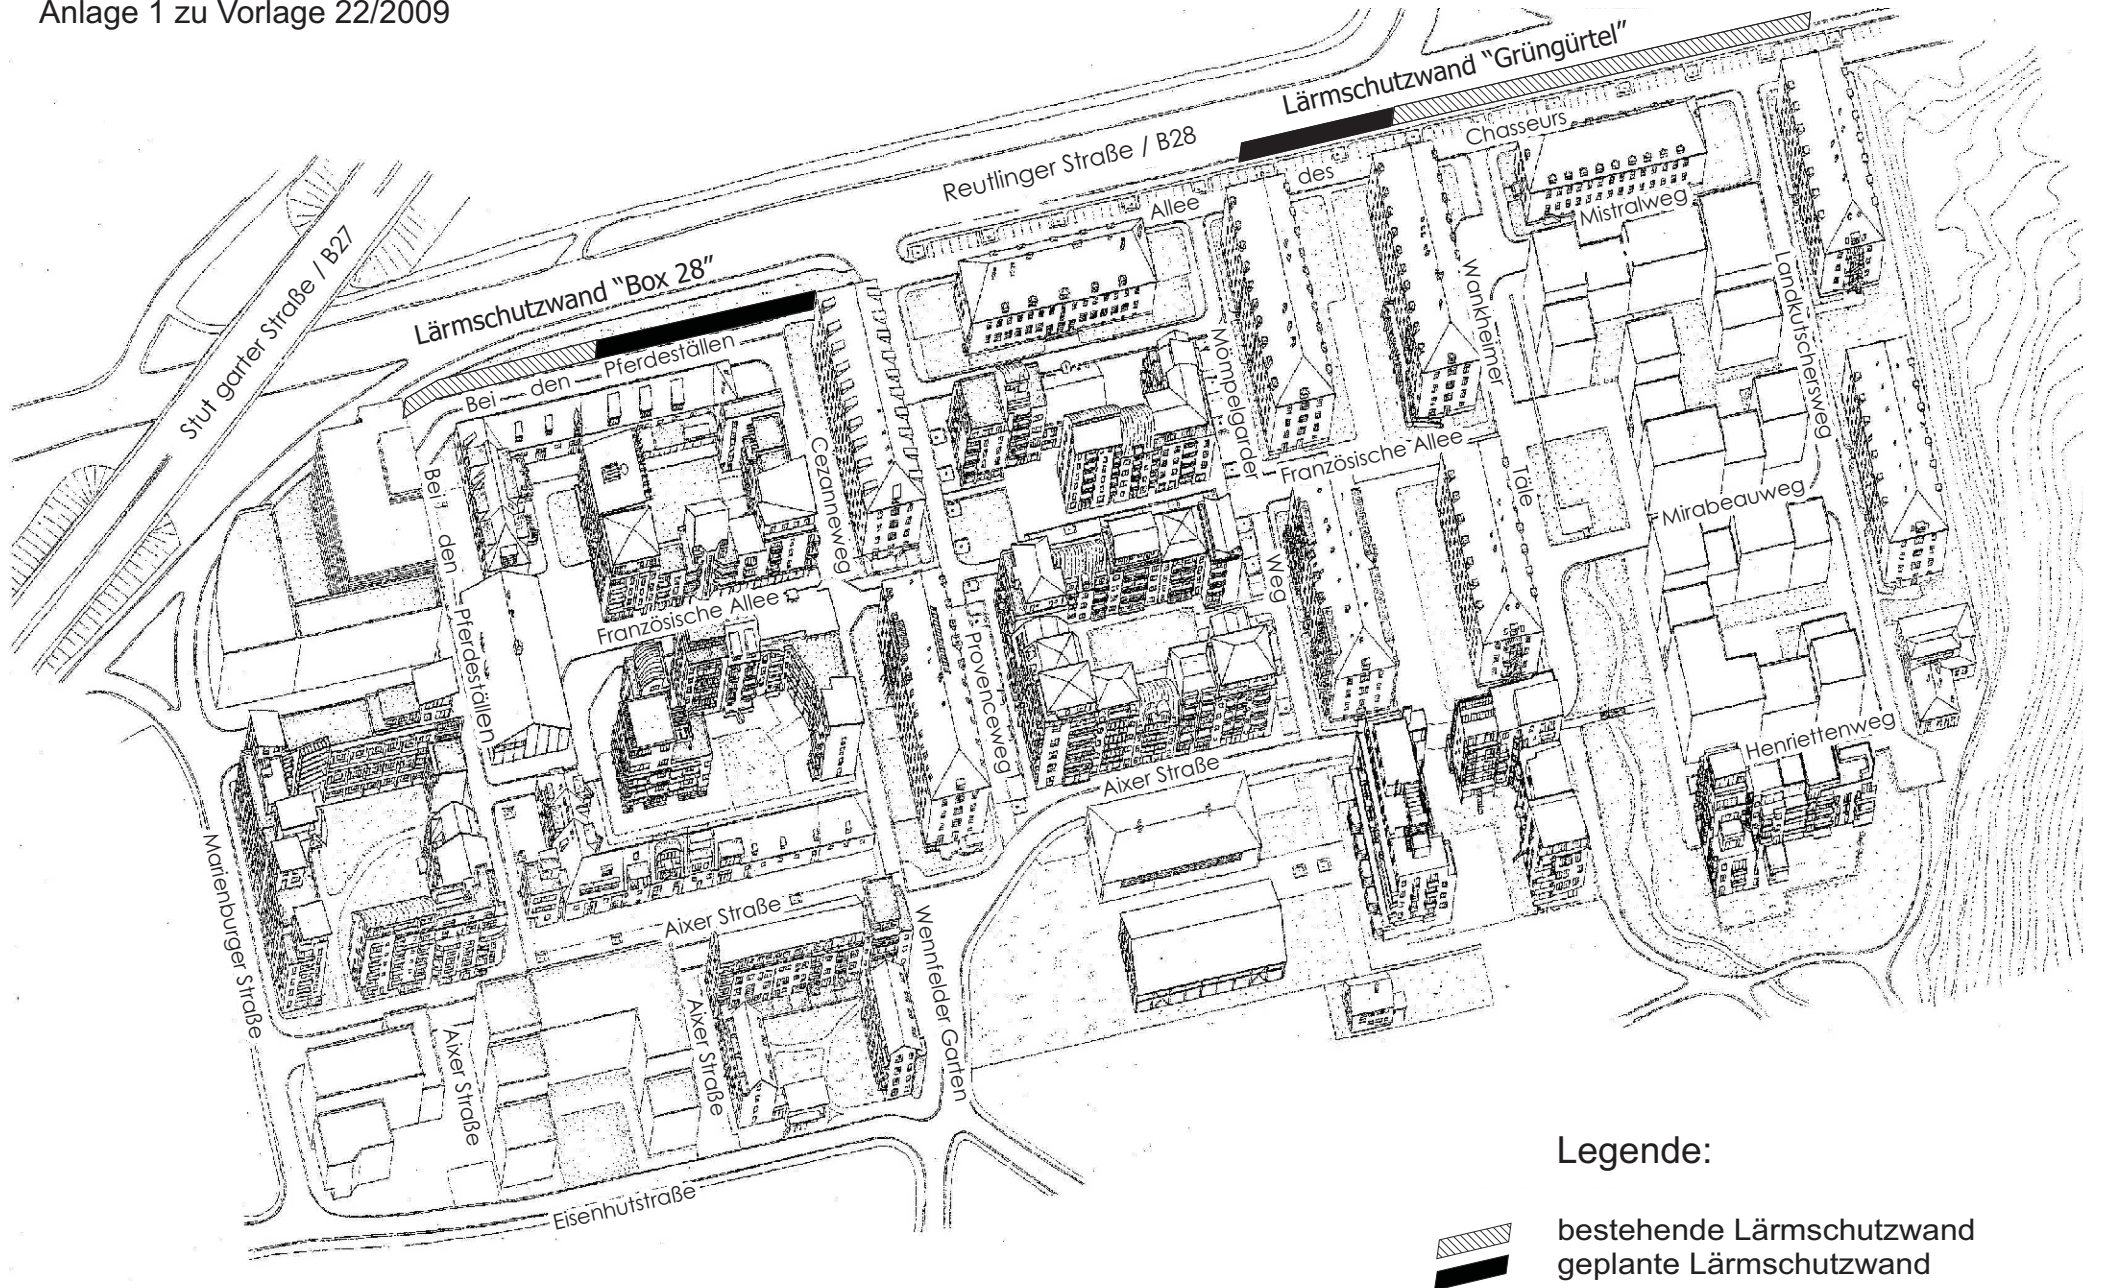 Anlage 1 zu Vorlage 22/2009
Lärmschutzwand "Grüngürtel"
Reutlinger Straße / B28
Allee
des
Chasseurs
Mistralweg
Stut garter Straße / B27
Lärmschutzwand "Box 28"
Bei den Pferdeställen
Bei den Pferdeställen
Cezanneweg
Mömpelgarder
Weg
Wankheimer
Täle
Landkutschersweg
Französische Allee
Mirabeauweg
Französische Allee
Provenceweg
Henriettenweg
Aixer Straße
Marienburger Straße
Aixer Straße
Wennfelder Garten
Aixer Straße
Aixer Straße
Eisenhutstraße
Legende:
bestehende Lärmschutzwand
geplante Lärmschutzwand